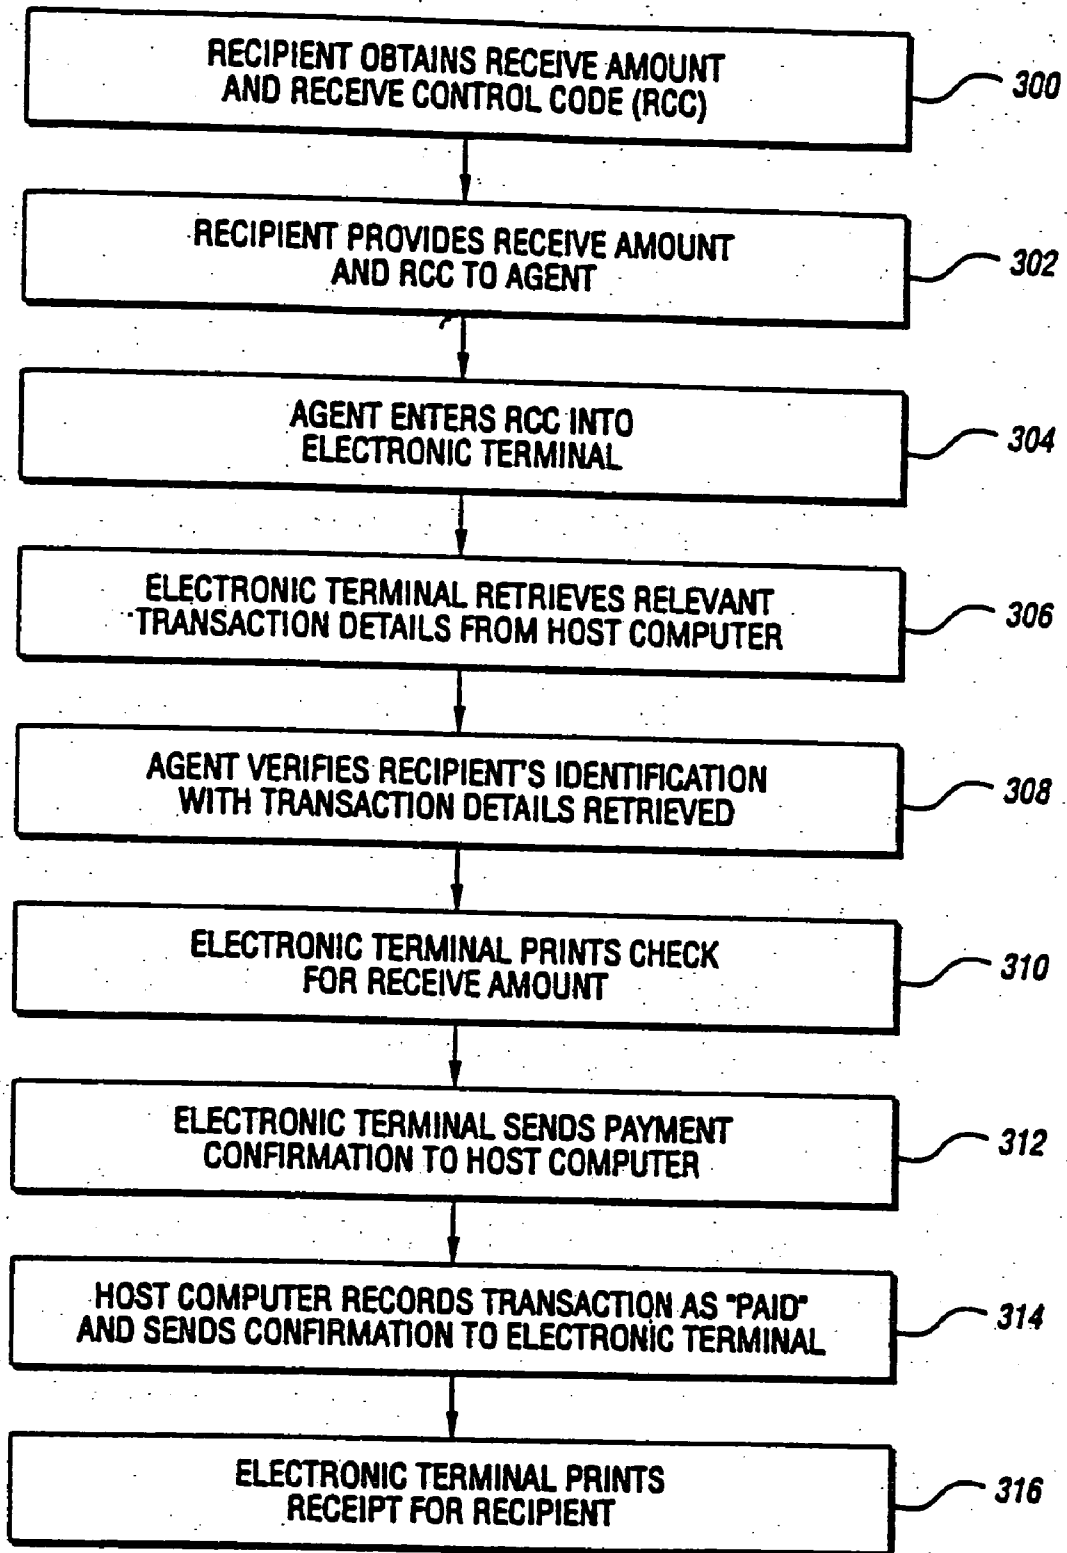 RECIPIENT OBTAINS RECEIVE AMOUNT
AND RECEIVE CONTROL CODE (RCC)
300
RECIPIENT PROVIDES RECEIVE AMOUNT
AND RCC TO AGENT
302
AGENT ENTERS RCC INTO
ELECTRONIC TERMINAL
304
ELECTRONIC TERMINAL RETRIEVES RELEVANT
TRANSACTION DETAILS FROM HOST COMPUTER
306
AGENT VERIFIES RECIPIENT'S IDENTIFICATION
WITH TRANSACTION DETAILS RETRIEVED
308
ELECTRONIC TERMINAL PRINTS CHECK
FOR RECEIVE AMOUNT
310
ELECTRONIC TERMINAL SENDS PAYMENT
CONFIRMATION TO HOST COMPUTER
312
HOST COMPUTER RECORDS TRANSACTION AS "PAID"
AND SENDS CONFIRMATION TO ELECTRONIC TERMINAL
314
ELECTRONIC TERMINAL PRINTS
RECEIPT FOR RECIPIENT
316